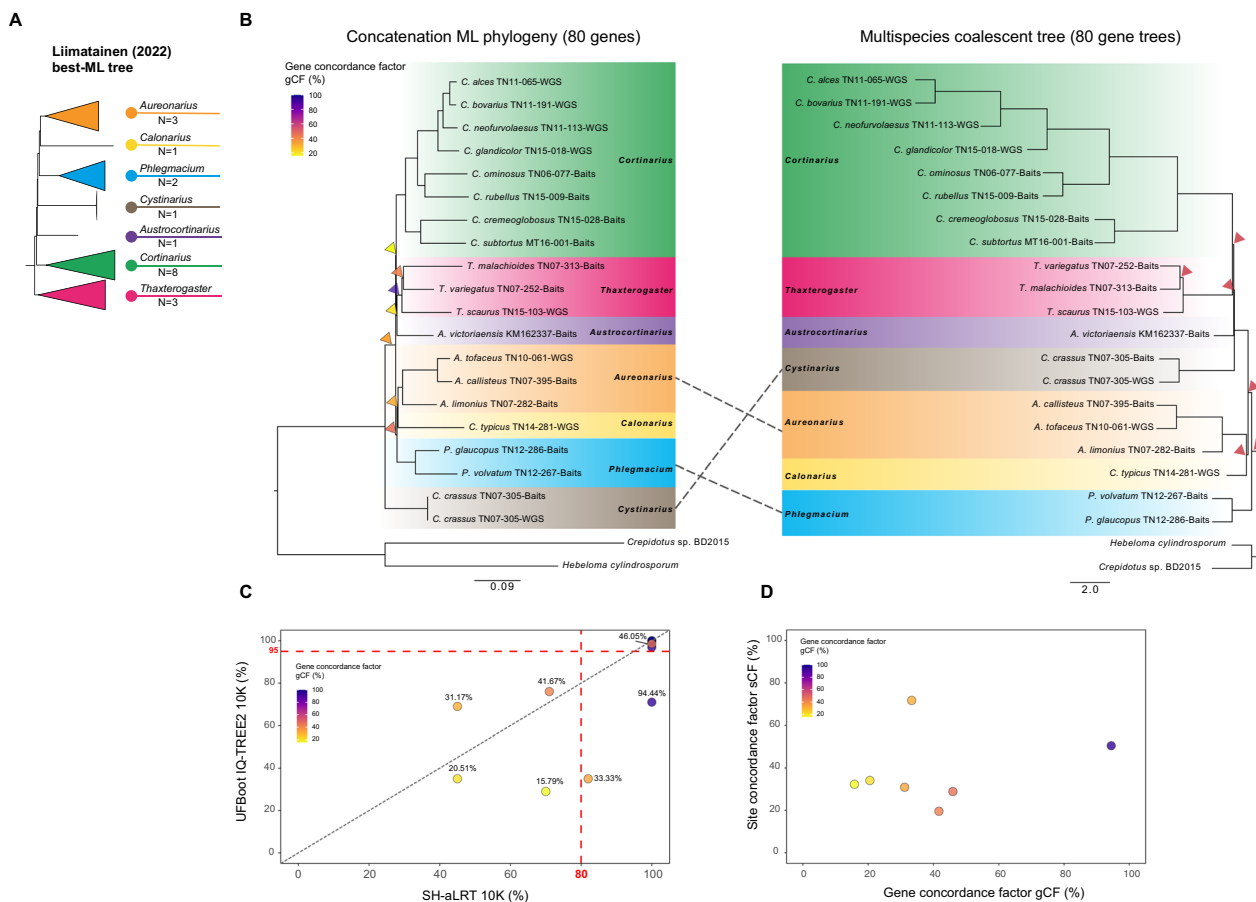 A
Liimatainen (2022)
best-ML tree
Aureonarius
N=3
Calonarius
N=1
Phlegmacium
N=2
Cystinarius
N=1
Austrocortinarius
N=1
Cortinarius
N=8
Thaxterogaster
N=3
B
Concatenation ML phylogeny (80 genes)
Gene concordance factor
gCF (%)
100
80
60
40
20
C. alces TN11-065-WGS
C. bovarius TN11-191-WGS
C. neofurvolaesus TN11-113-WGS
C. glandicolor TN15-018-WGS
Cortinarius
C. ominosus TN06-077-Baits
C. rubellus TN15-009-Baits
C. cremeoglobosus TN15-028-Baits
C. subtortus MT16-001-Baits
T. malachioides TN07-313-Baits
T. variegatus TN07-252-Baits
Thaxterogaster
T. scaurus TN15-103-WGS
A. victoriaensis KM162337-Baits
Austrocortinarius
A. tofaceus TN10-061-WGS
A. callisteus TN07-395-Baits
Aureonarius
A. limonius TN07-282-Baits
C. typicus TN14-281-WGS
Calonarius
P. glaucopus TN12-286-Baits
P. volvatum TN12-267-Baits
Phlegmacium
C. crassus TN07-305-Baits
C. crassus TN07-305-WGS
Cystinarius
Crepidotus sp. BD2015
Hebeloma cylindrosporum
0.09
Multispecies coalescent tree (80 gene trees)
C. alces TN11-065-WGS
C. bovarius TN11-191-WGS
C. neofurvolaesus TN11-113-WGS
C. glandicolor TN15-018-WGS
Cortinarius
C. ominosus TN06-077-Baits
C. rubellus TN15-009-Baits
C. cremeoglobosus TN15-028-Baits
C. subtortus MT16-001-Baits
T. variegatus TN07-252-Baits
Thaxterogaster
T. malachioides TN07-313-Baits
T. scaurus TN15-103-WGS
Austrocortinarius
A. victoriaensis KM162337-Baits
C. crassus TN07-305-Baits
Cystinarius
C. crassus TN07-305-WGS
A. callisteus TN07-395-Baits
Aureonarius
A. tofaceus TN10-061-WGS
A. limonius TN07-282-Baits
Calonarius
C. typicus TN14-281-WGS
P. volvatum TN12-267-Baits
Phlegmacium
P. glaucopus TN12-286-Baits
Hebeloma cylindrosporum
Crepidotus sp. BD2015
2.0
C
UFBoot IQ-TREE2 10K (%)
100
95
80
60
40
20
0
Gene concordance factor
gCF (%)
100
80
60
40
20
46.05%
41.67%
94.44%
31.17%
20.51%
15.79%
33.33%
0
20
40
60
80
100
SH-aLRT 10K (%)
D
Site concordance factor sCF (%)
100
80
60
40
20
0
Gene concordance factor
gCF (%)
100
80
60
40
20
0
20
40
60
80
100
Gene concordance factor gCF (%)